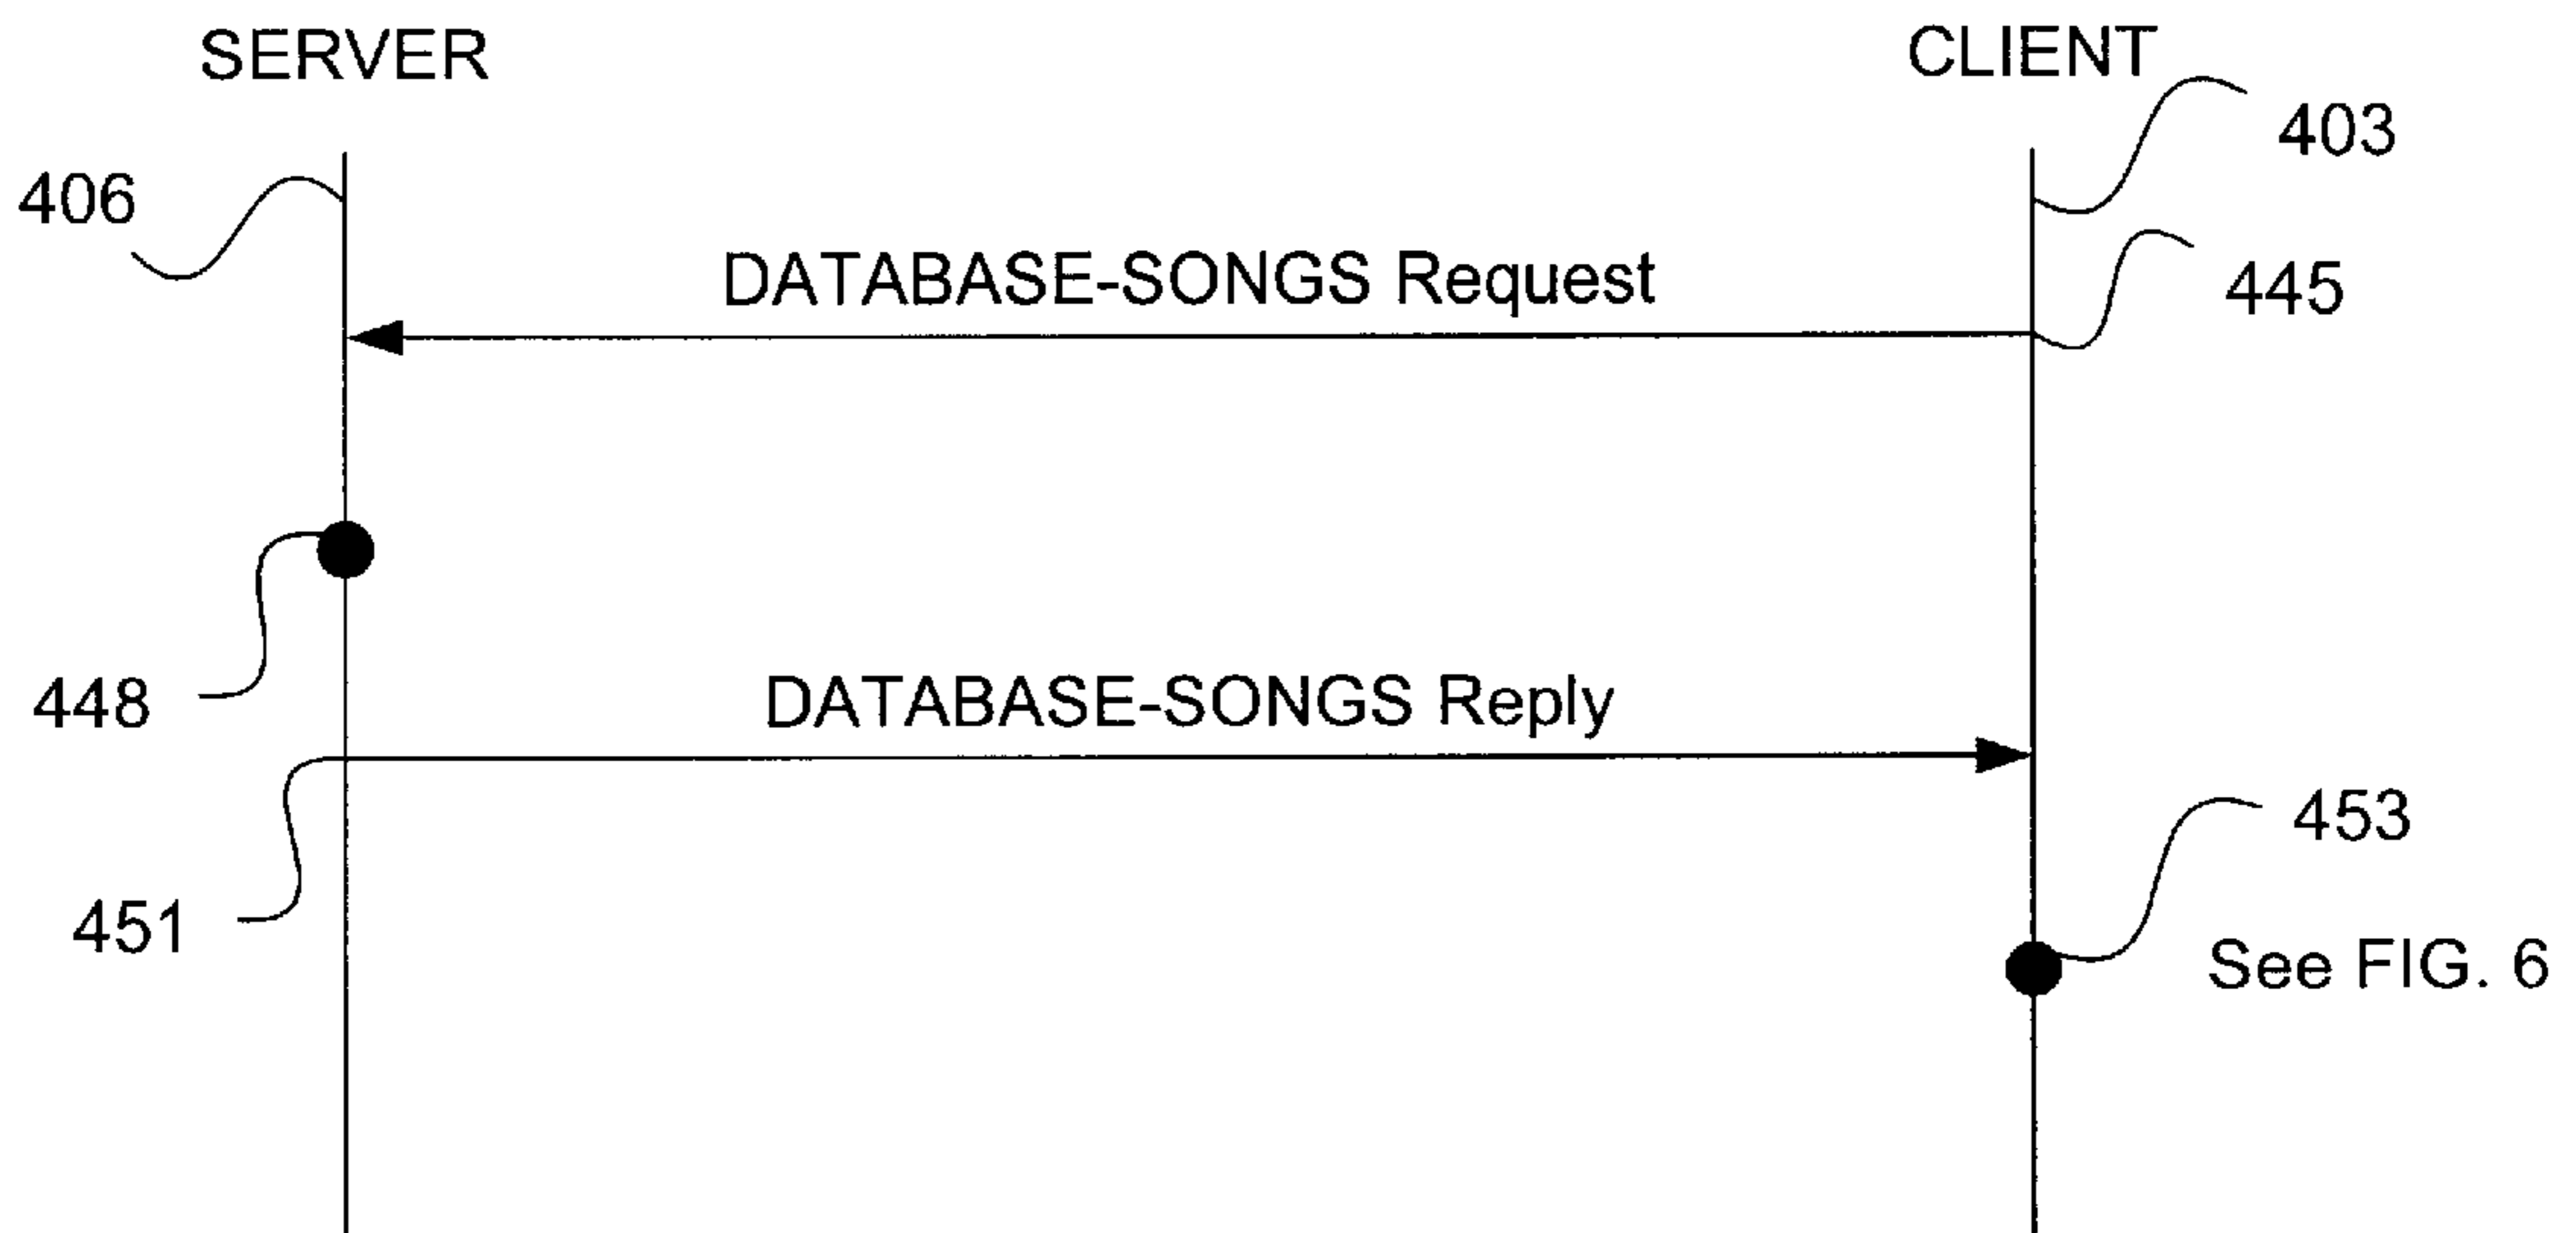 SERVER
CLIENT
403
406
DATABASE-SONGS Request
445
448
DATABASE-SONGS Reply
453
451
See FIG. 6